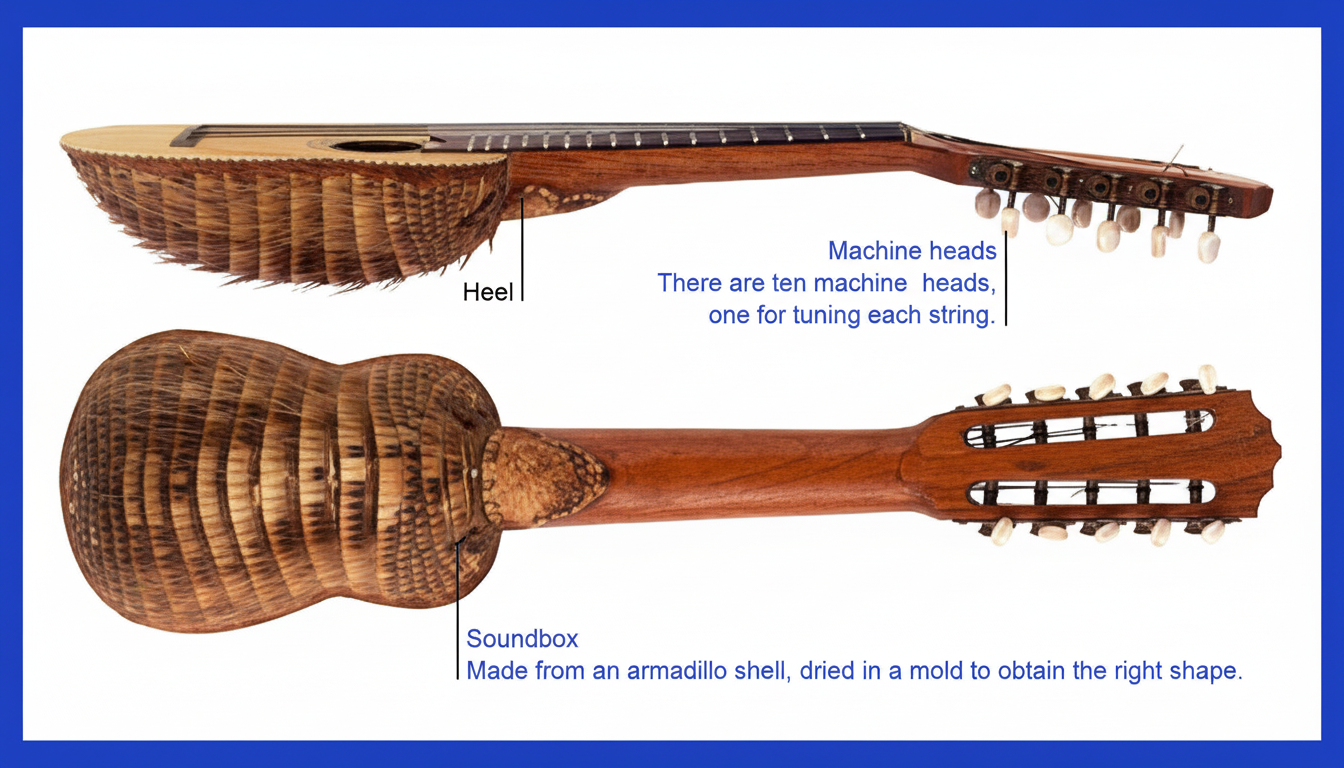 Heel
Machine heads
There are ten machine  heads,
one for tuning each string.
Soundbox
Made from an armadillo shell, dried in a mold to obtain the right shape.